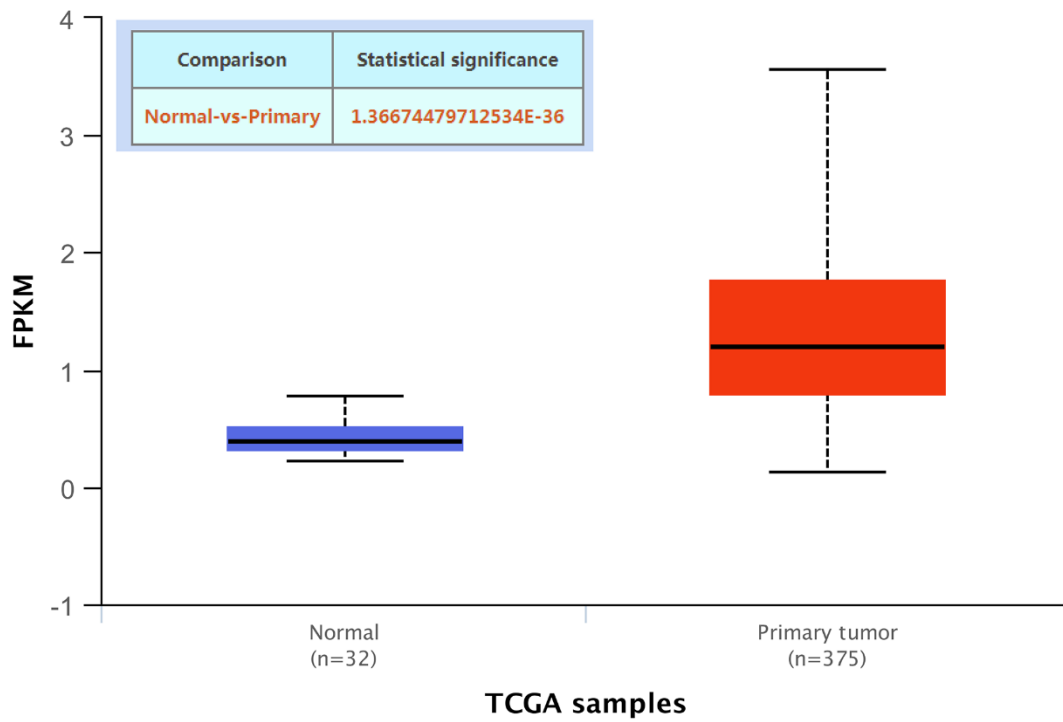 4
Comparison Statistical significance
Normal-vs-Primary 1.36674479712534E-36
3
2
FPKM
1
0
-1
Normal
(n=32)
Primary tumor
(n=375)
TCGA samples